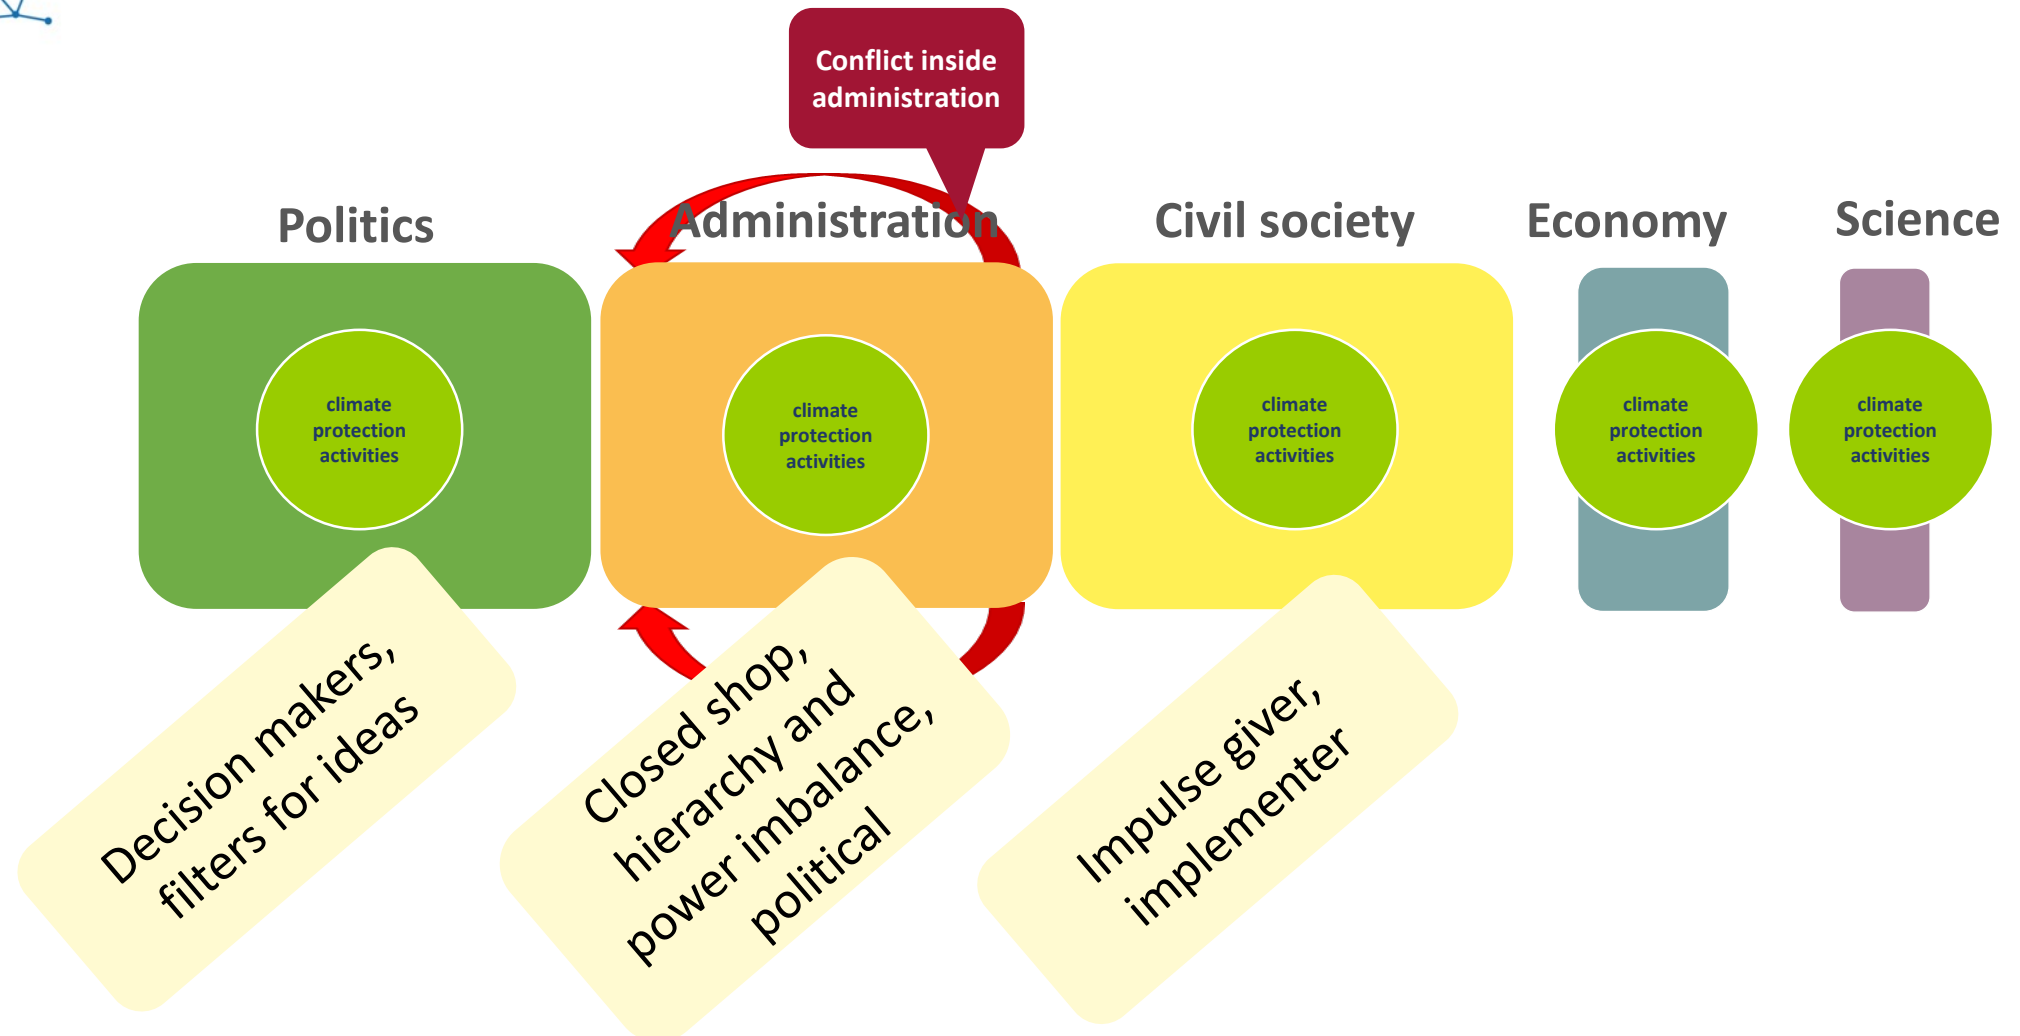 Conflict inside
administration
Politics
Administration
Civil society
Economy
Science
climate
protection
activities
climate
protection
activities
climate
protection
activities
climate
protection
activities
climate
protection
activities
Decision makers,
filters for ideas
Closed shop,
hierarchy and
power imbalance,
political
Impulse giver,
implementer